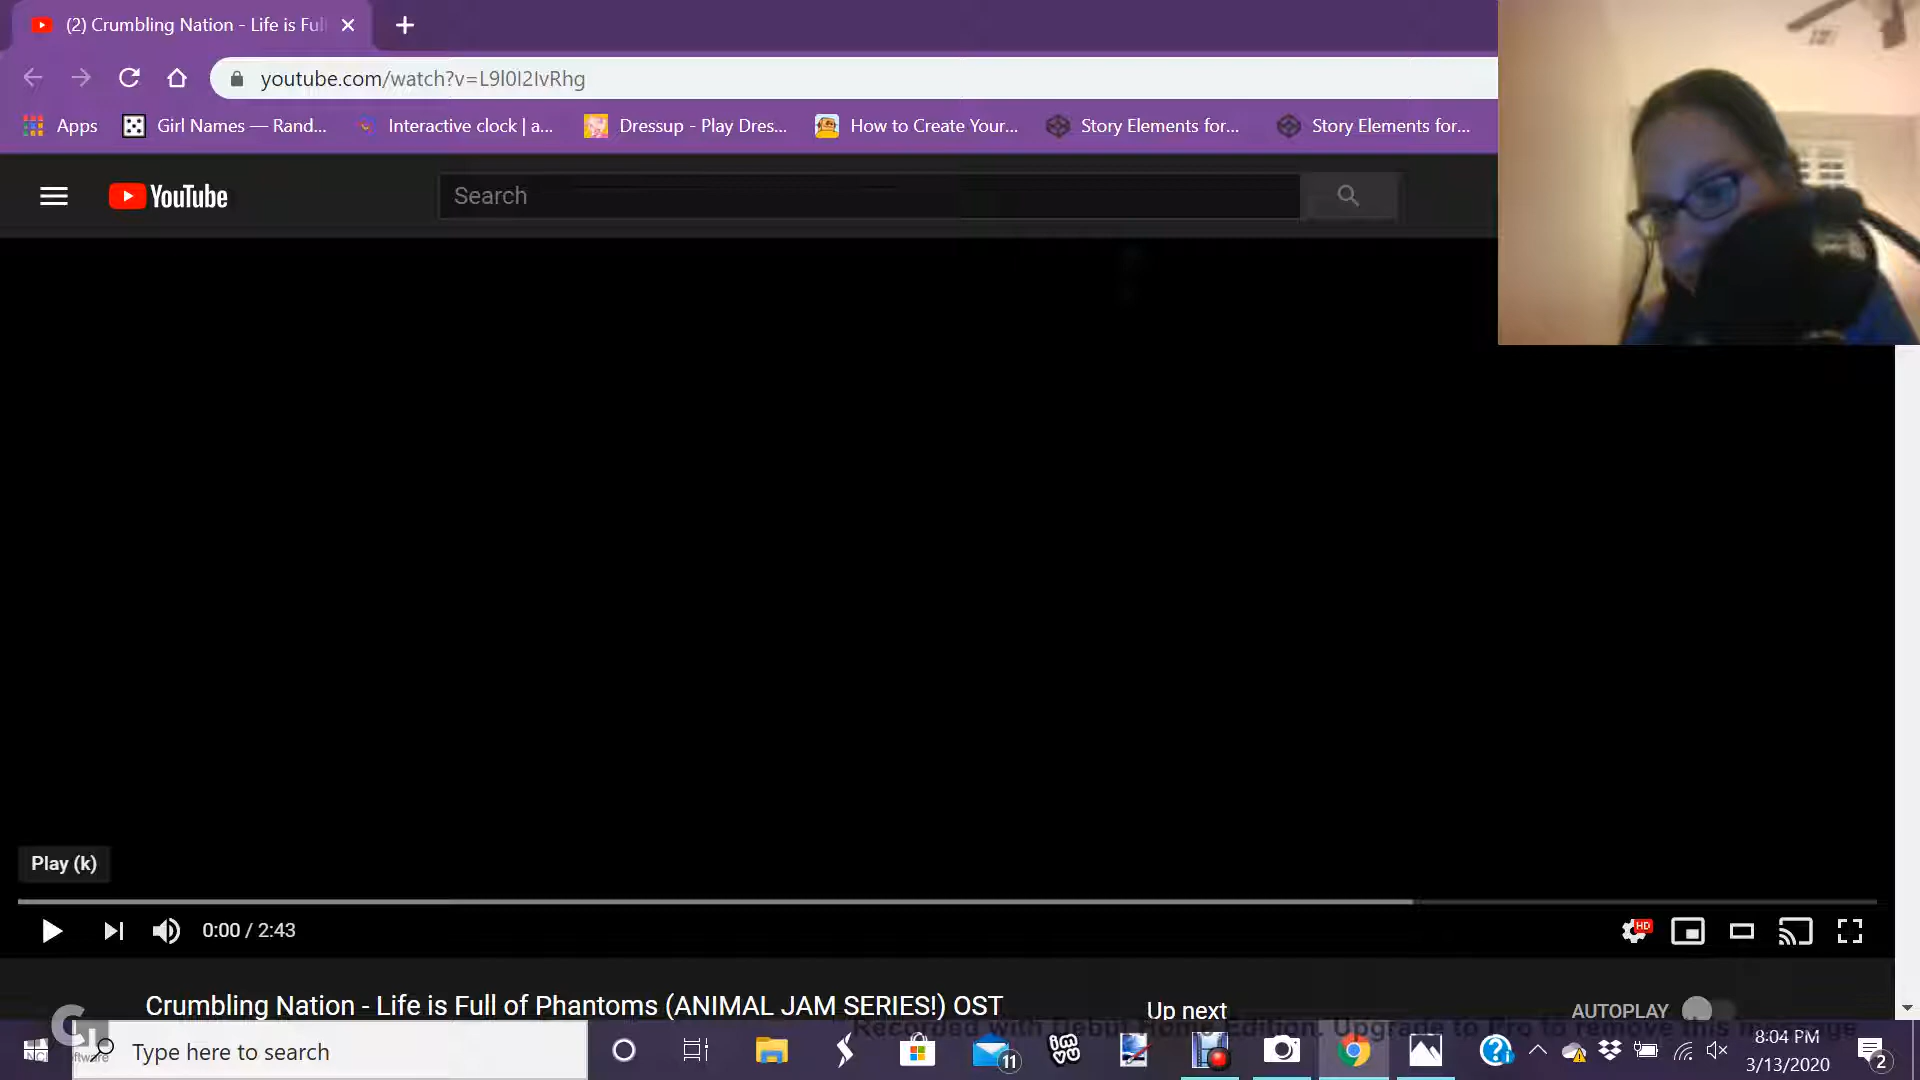 (2) Crumbling Nation - Life is Ful
youtube.com/watch?v=L9l0I2IvRhg
Apps Girl Names — Rand... Interactive clock | a... Dressup - Play Dres... How to Create Your... Story Elements for... Story Elements for...
YouTube Search
Play (k)
0:00 / 2:43 HD
Crumbling Nation - Life is Full of Phantoms (ANIMAL JAM SERIES!) OST
Up next AUTOPLAY
Recorded with Debut Home Edition. Upgrade to Pro to remove this message
NCH Software
Type here to search
11
8:04 PM
3/13/2020
2